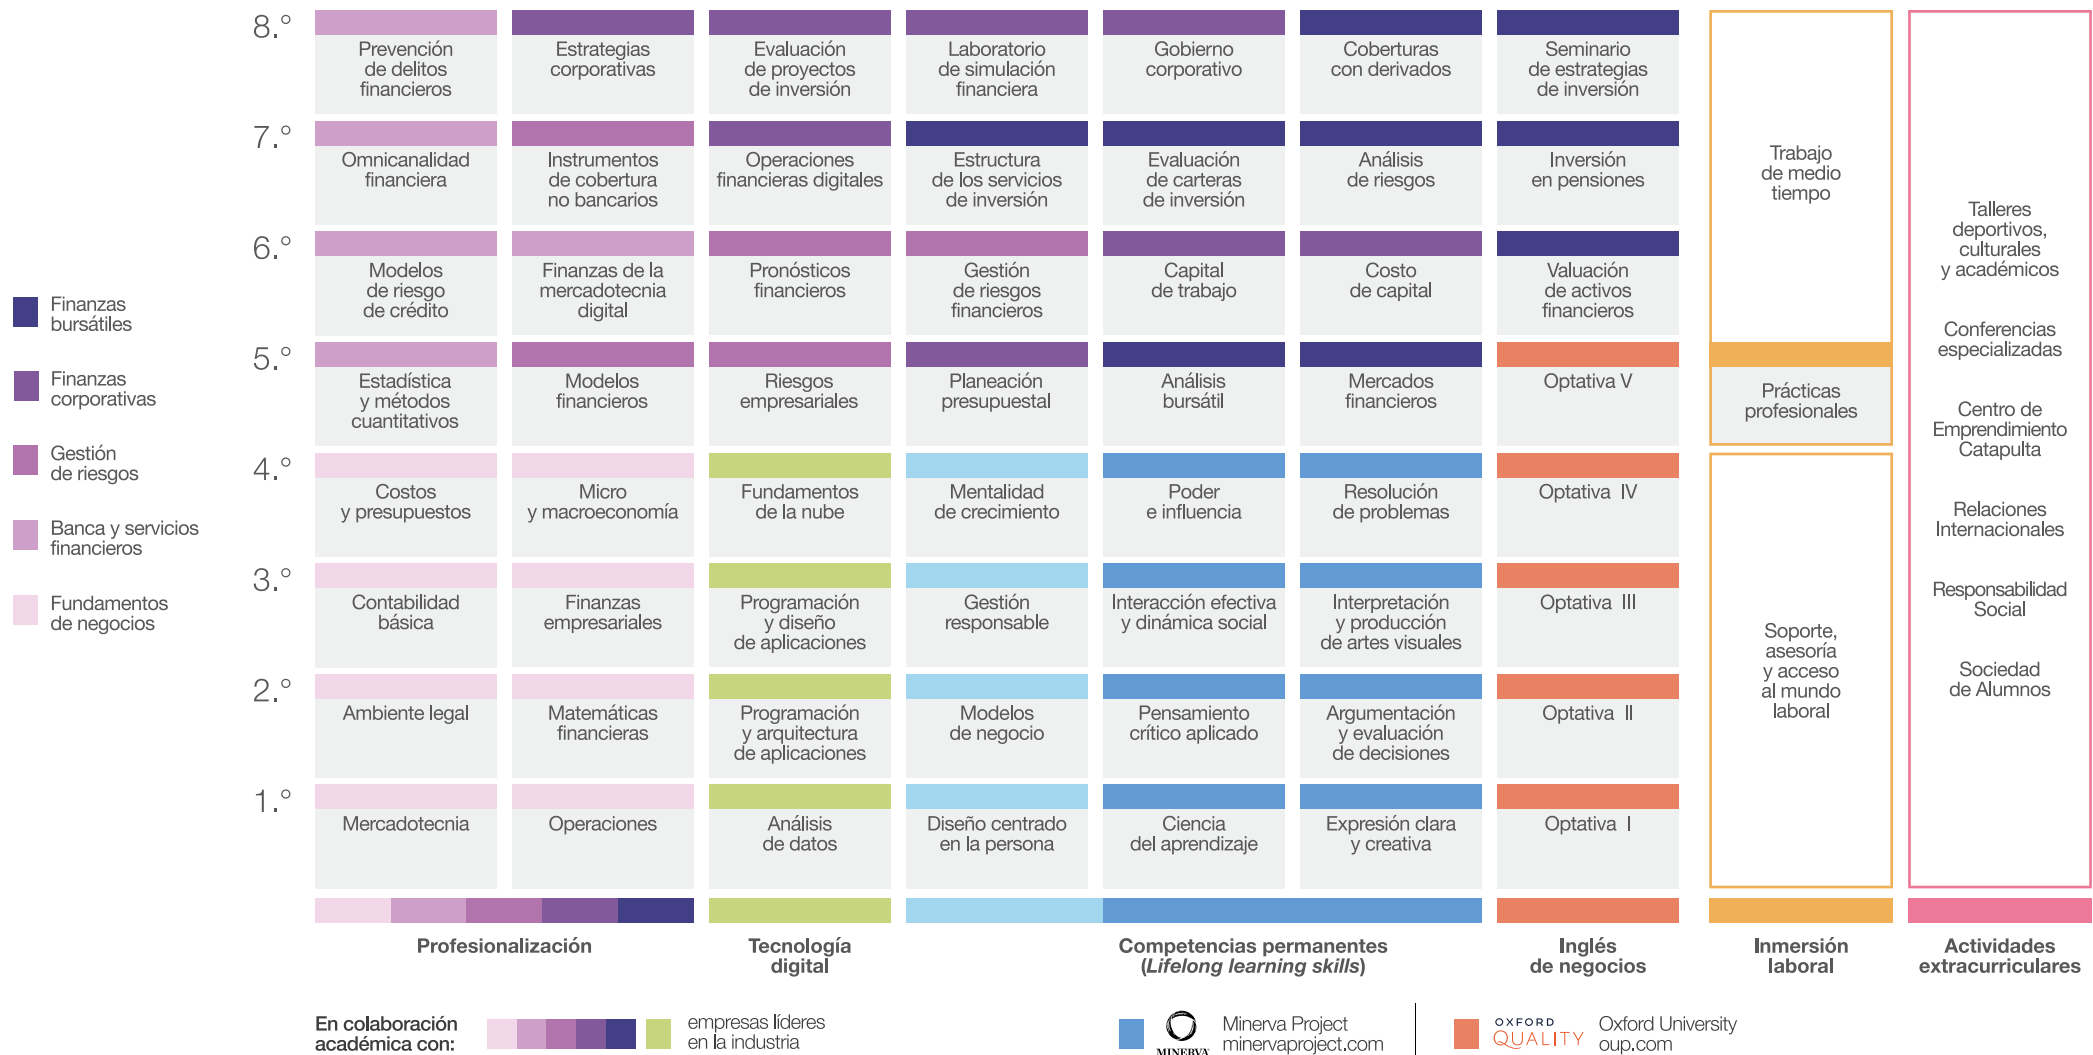 8.°
Prevención
de delitos
financieros
Estrategias
corporativas
Evaluación
de proyectos
de inversión
Laboratorio
de simulación
financiera
Gobierno
corporativo
Coberturas
con derivados
Seminario
de estrategias
de inversión
7.°
Omnicanalidad
financiera
Instrumentos
de cobertura
no bancarios
Operaciones
financieras digitales
Estructura
de los servicios
de inversión
Evaluación
de carteras
de inversión
Análisis
de riesgos
Inversión
en pensiones
6.°
Modelos
de riesgo
de crédito
Finanzas de la
mercadotecnia
digital
Pronósticos
financieros
Gestión
de riesgos
financieros
Capital
de trabajo
Costo
de capital
Valuación
de activos
financieros
5.°
Estadística
y métodos
cuantitativos
Modelos
financieros
Riesgos
empresariales
Planeación
presupuestal
Análisis
bursátil
Mercados
financieros
Optativa V
4.°
Costos
y presupuestos
Micro
y macroeconomía
Fundamentos
de la nube
Mentalidad
de crecimiento
Poder
e influencia
Resolución
de problemas
Optativa IV
3.°
Contabilidad
básica
Finanzas
empresariales
Programación
y diseño
de aplicaciones
Gestión
responsable
Interacción efectiva
y dinámica social
Interpretación
y producción
de artes visuales
Optativa III
2.°
Ambiente legal
Matemáticas
financieras
Programación
y arquitectura
de aplicaciones
Modelos
de negocio
Pensamiento
crítico aplicado
Argumentación
y evaluación
de decisiones
Optativa II
1.°
Mercadotecnia
Operaciones
Análisis
de datos
Diseño centrado
en la persona
Ciencia
del aprendizaje
Expresión clara
y creativa
Optativa I
Trabajo
de medio
tiempo
Prácticas
profesionales
Soporte,
asesoría
y acceso
al mundo
laboral
Talleres
deportivos,
culturales
y académicos
Conferencias
especializadas
Centro de
Emprendimiento
Catapulta
Relaciones
Internacionales
Responsabilidad
Social
Sociedad
de Alumnos
Finanzas
bursátiles
Finanzas
corporativas
Gestión
de riesgos
Banca y servicios
financieros
Fundamentos
de negocios
Profesionalización
Tecnología
digital
Competencias permanentes
(Lifelong learning skills)
Inglés
de negocios
Inmersión
laboral
Actividades
extracurriculares
En colaboración
académica con:
empresas líderes
en la industria
MINERVA
Minerva Project
minervaproject.com
OXFORD
QUALITY
Oxford University
oup.com